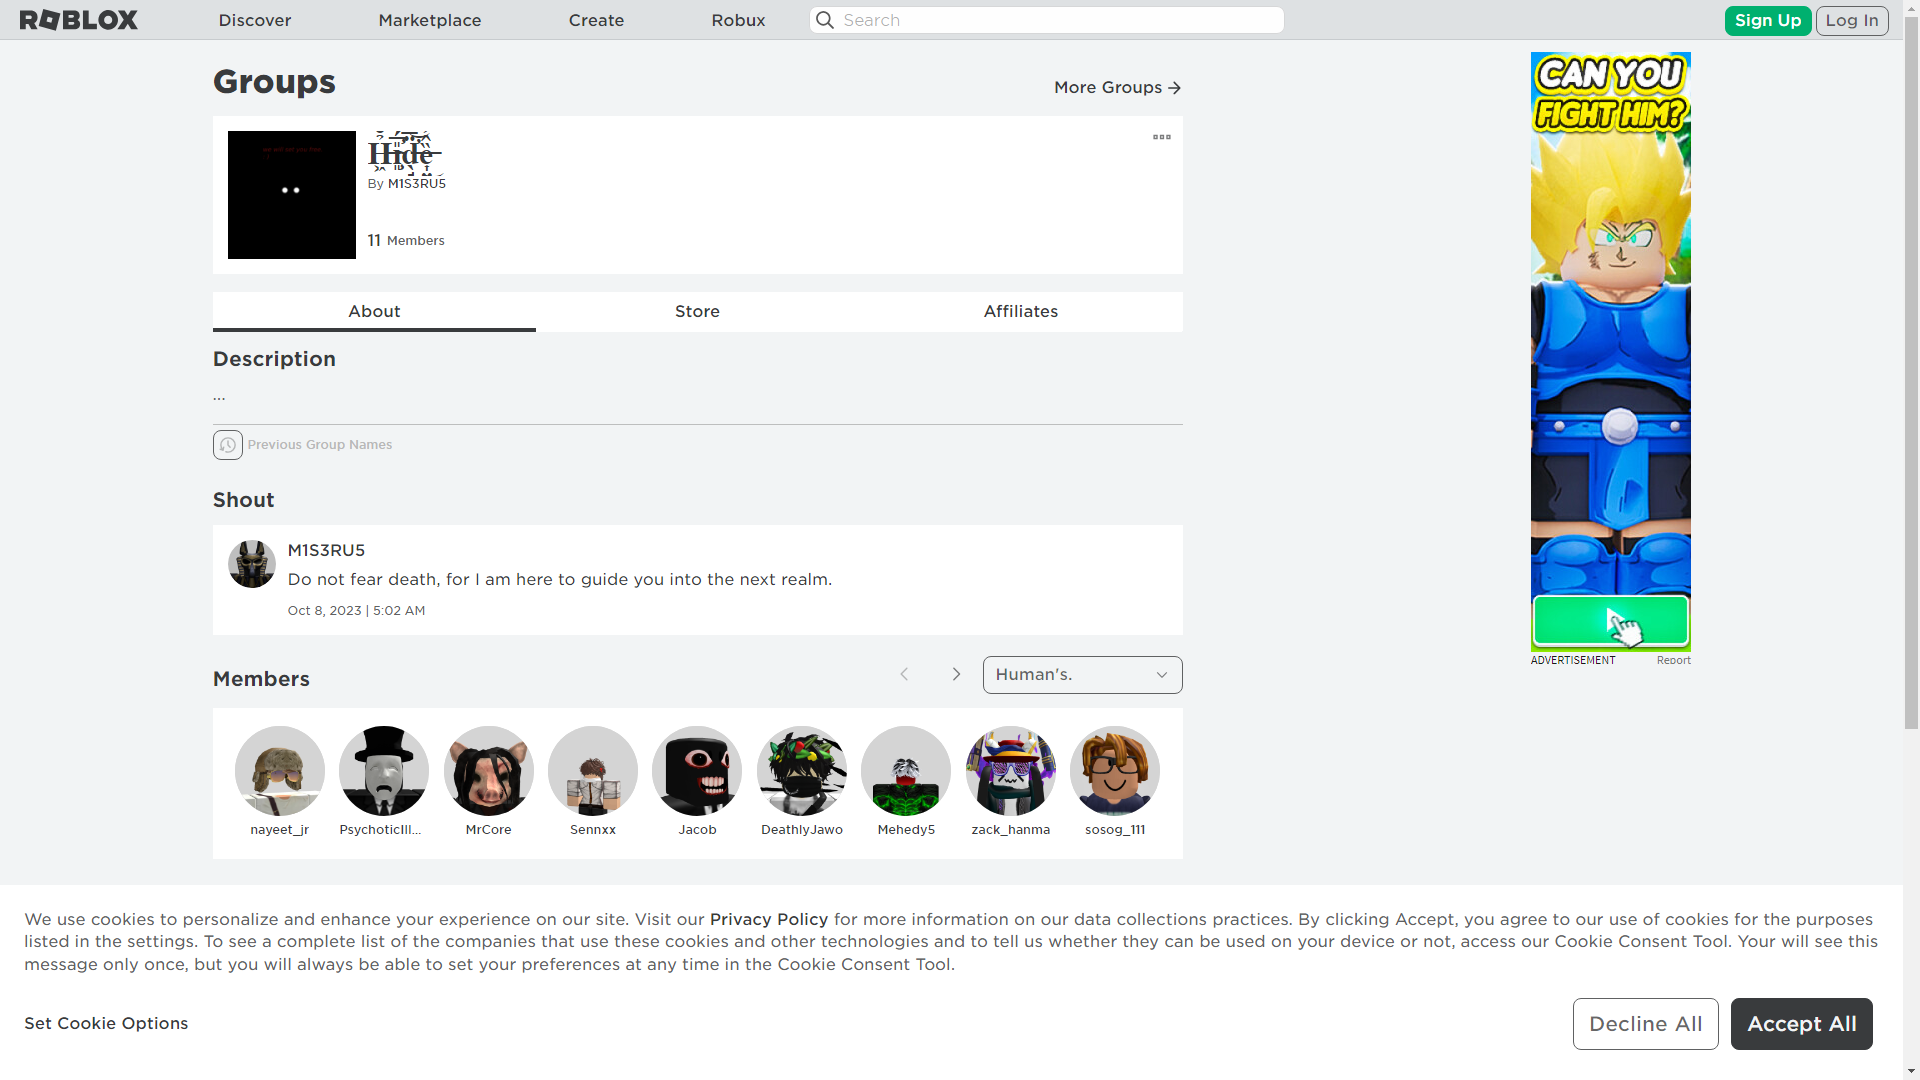 ROBLOX
Discover
Marketplace
Create
Robux
Search
Sign Up
Log In
Groups
More Groups
Hide
By M1S3RU5
11 Members
CAN YOU
FIGHT HIM?
About
Store
Affiliates
Description
...
Previous Group Names
Shout
M1S3RU5
Do not fear death, for I am here to guide you into the next realm.
Oct 8, 2023 | 5:02 AM
ADVERTISEMENT
Report
Members
Human's.
nayeet_jr
PsychoticIll...
MrCore
Sennxx
Jacob
DeathlyJawo
Mehedy5
zack_hanma
sosog_111
We use cookies to personalize and enhance your experience on our site. Visit our Privacy Policy for more information on our data collections practices. By clicking Accept, you agree to our use of cookies for the purposes
listed in the settings. To see a complete list of the companies that use these cookies and other technologies and to tell us whether they can be used on your device or not, access our Cookie Consent Tool. Your will see this
message only once, but you will always be able to set your preferences at any time in the Cookie Consent Tool.
Set Cookie Options
Decline All
Accept All